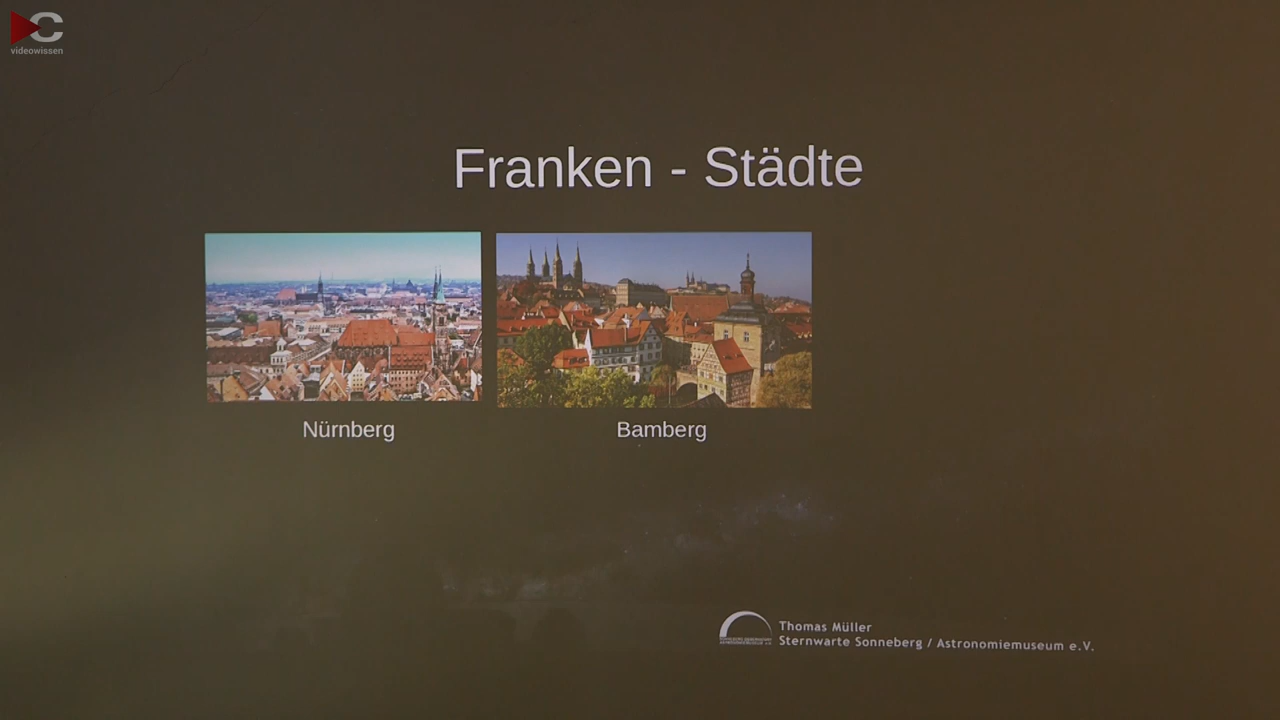 videowissen
Franken - Städte
Nürnberg
Bamberg
Thomas Müller
Sternwarte Sonneberg / Astronomiemuseum e.V.